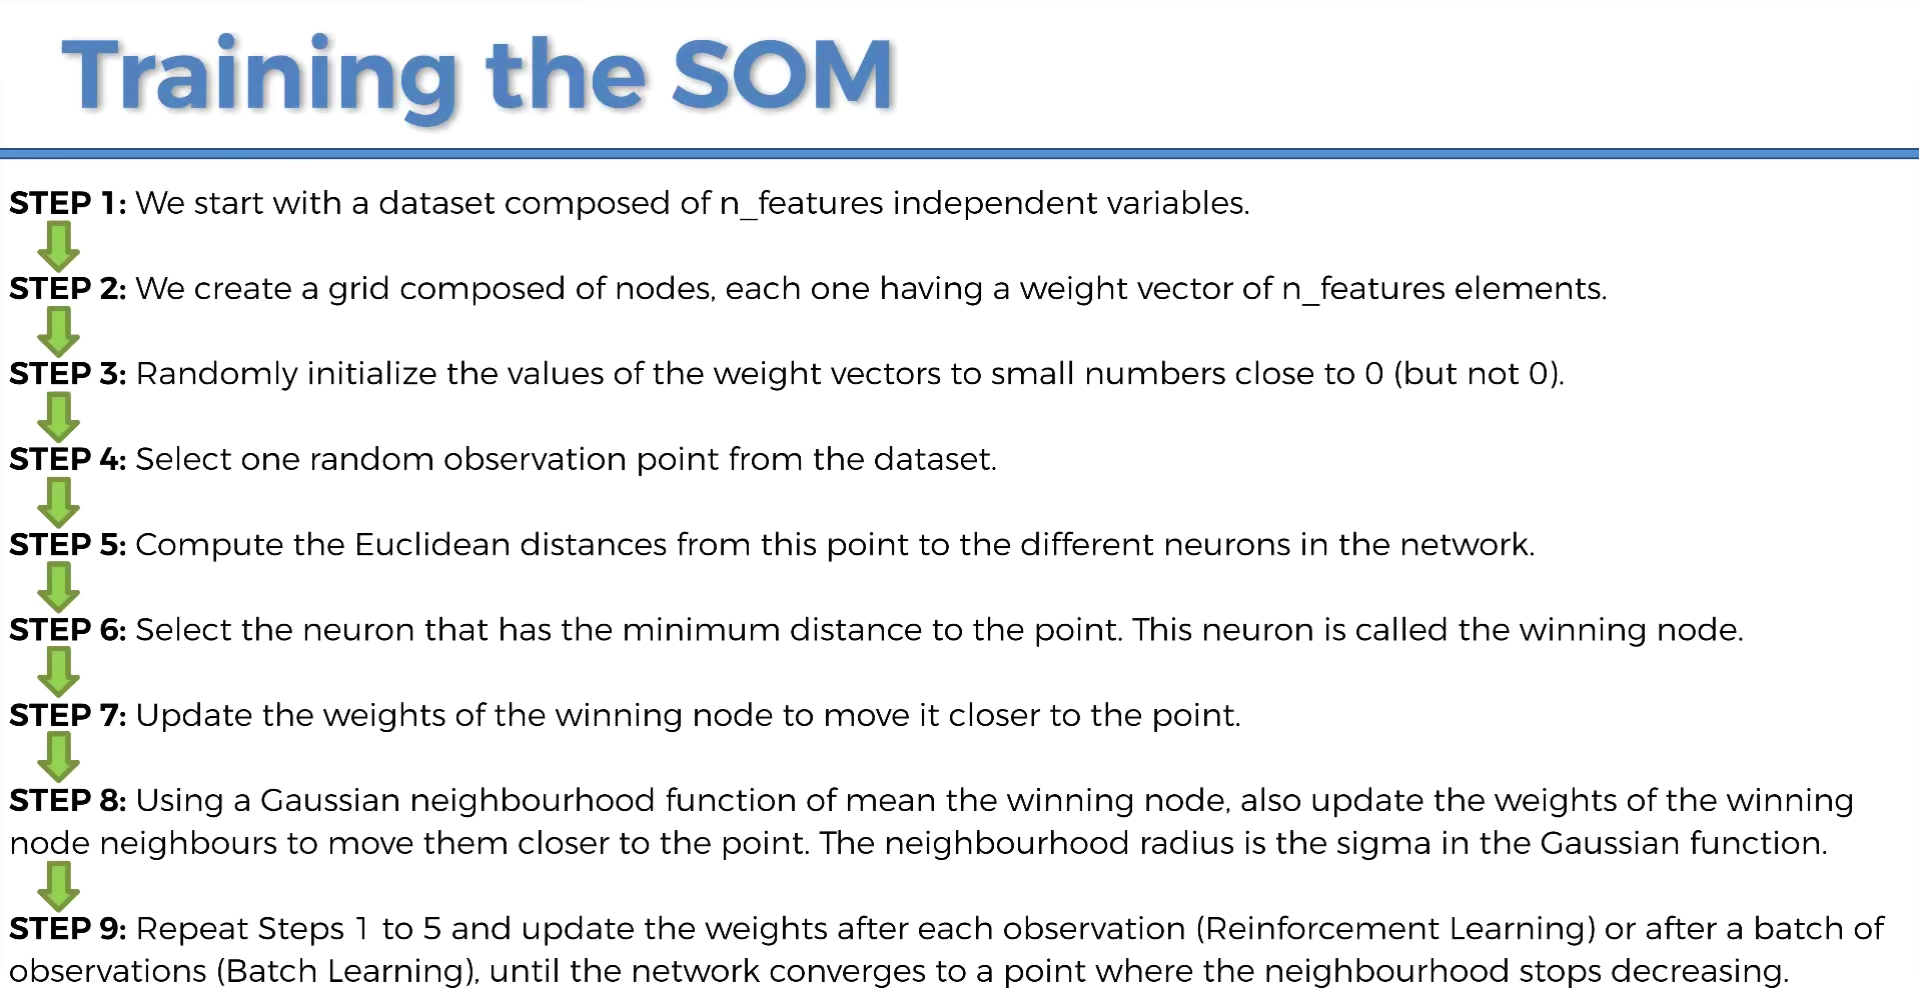 Training the SOM
STEP 1: We start with a dataset composed of n_features independent variables.
STEP 2: We create a grid composed of nodes, each one having a weight vector of n_features elements.
STEP 3: Randomly initialize the values of the weight vectors to small numbers close to 0 (but not 0).
STEP 4: Select one random observation point from the dataset.
STEP 5: Compute the Euclidean distances from this point to the different neurons in the network.
STEP 6: Select the neuron that has the minimum distance to the point. This neuron is called the winning node.
STEP 7: Update the weights of the winning node to move it closer to the point.
STEP 8: Using a Gaussian neighbourhood function of mean the winning node, also update the weights of the winning
node neighbours to move them closer to the point. The neighbourhood radius is the sigma in the Gaussian function.
STEP 9: Repeat Steps 1 to 5 and update the weights after each observation (Reinforcement Learning) or after a batch of
observations (Batch Learning), until the network converges to a point where the neighbourhood stops decreasing.